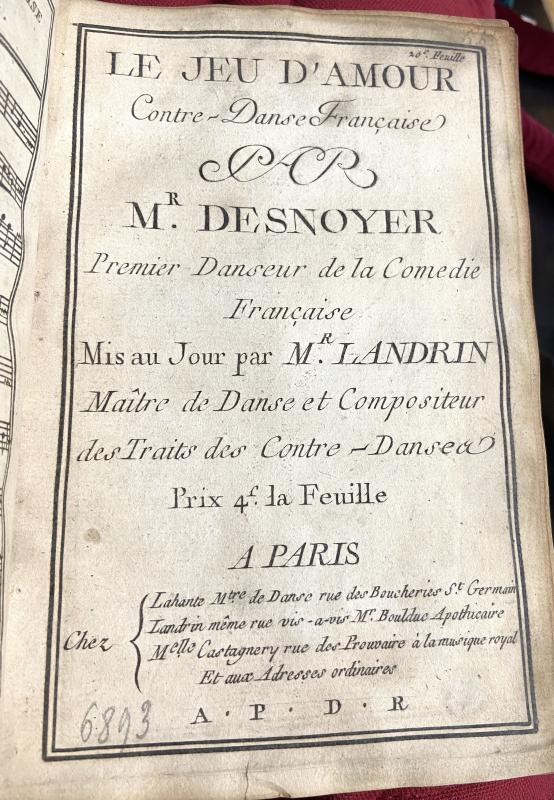 20e. Feuille
LE JEU D'AMOUR
Contre-Danse Française
PAR
MR. DESNOYER
Premier Danseur de la Comedie
Française
Mis au Jour par MR. LANDRIN
Maître de Danse et Compositeur
des Traits des Contre-Danses
Prix 4s. la Feuille
A PARIS
Chez
Lahante Mtre de Danse rue des Boucheries St. Germain
Landrin même rue vis-a-vis Mr. Boulduc Apothicaire
Melle Castagnery rue des Prouvaire à la musique royal
Et aux Adresses ordinaires
A . P . D . R
6893